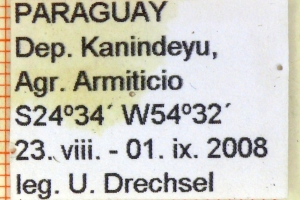 PARAGUAY
Dep. Kanindeyu,
Agr. Armiticio
S24º34´ W54º32´
23. viii. - 01. ix. 2008
leg. U. Drechsel